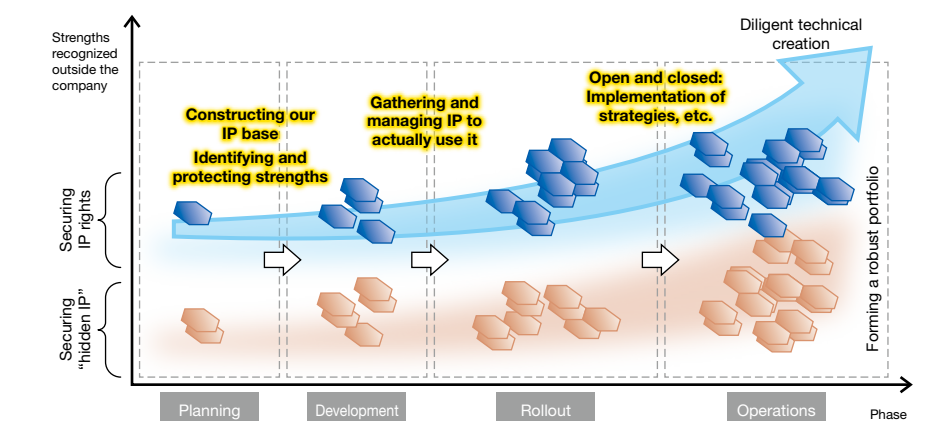 Strengths
recognized
outside the
company
Diligent technical
creation
Constructing our
IP base
Identifying and
protecting strengths
Gathering and
managing IP to
actually use it
Open and closed:
Implementation of
strategies, etc.
Securing
IP rights
Securing
“hidden IP”
Forming a robust portfolio
Planning
Development
Rollout
Operations
Phase